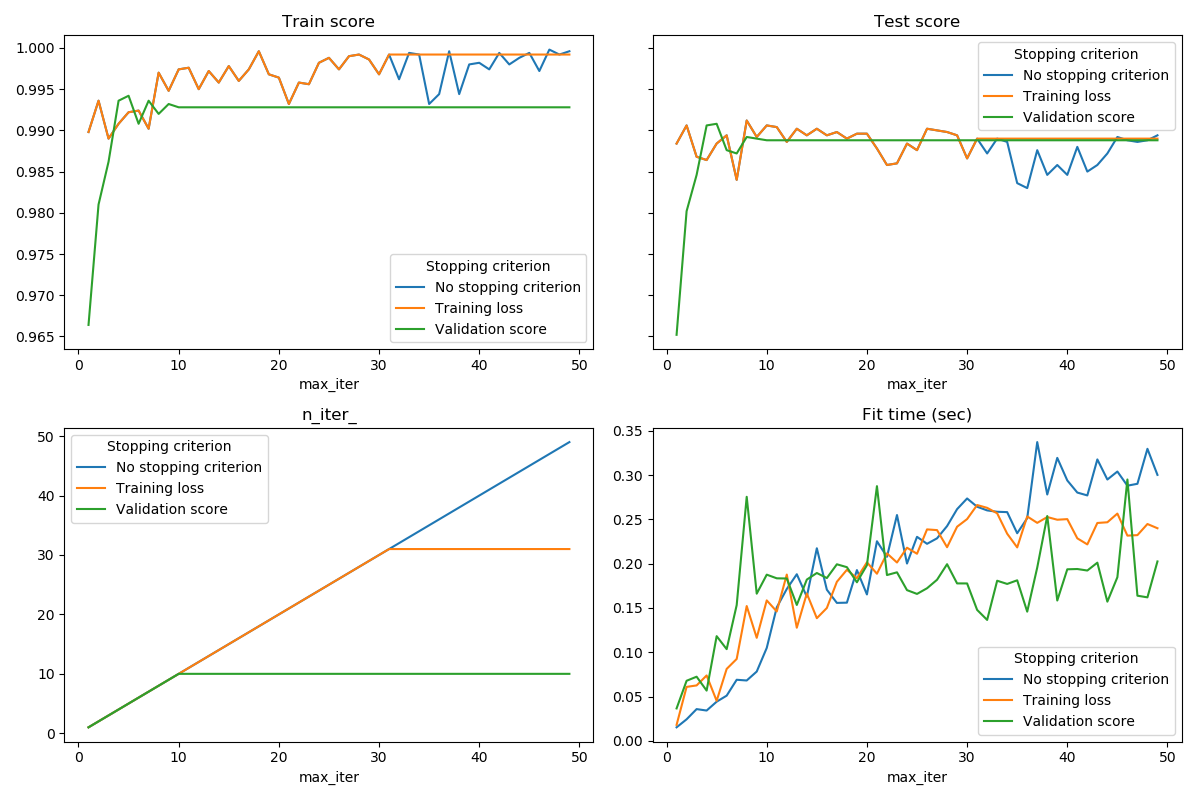 Train score
1.000
0.995
0.990
0.985
0.980
0.975
0.970
0.965
Stopping criterion
No stopping criterion
Training loss
Validation score
0 10 20 30 40 50
max_iter
Test score
Stopping criterion
No stopping criterion
Training loss
Validation score
0 10 20 30 40 50
max_iter
n_iter_
50
40
30
20
10
0
Stopping criterion
No stopping criterion
Training loss
Validation score
0 10 20 30 40 50
max_iter
Fit time (sec)
0.35
0.30
0.25
0.20
0.15
0.10
0.05
0.00
Stopping criterion
No stopping criterion
Training loss
Validation score
0 10 20 30 40 50
max_iter